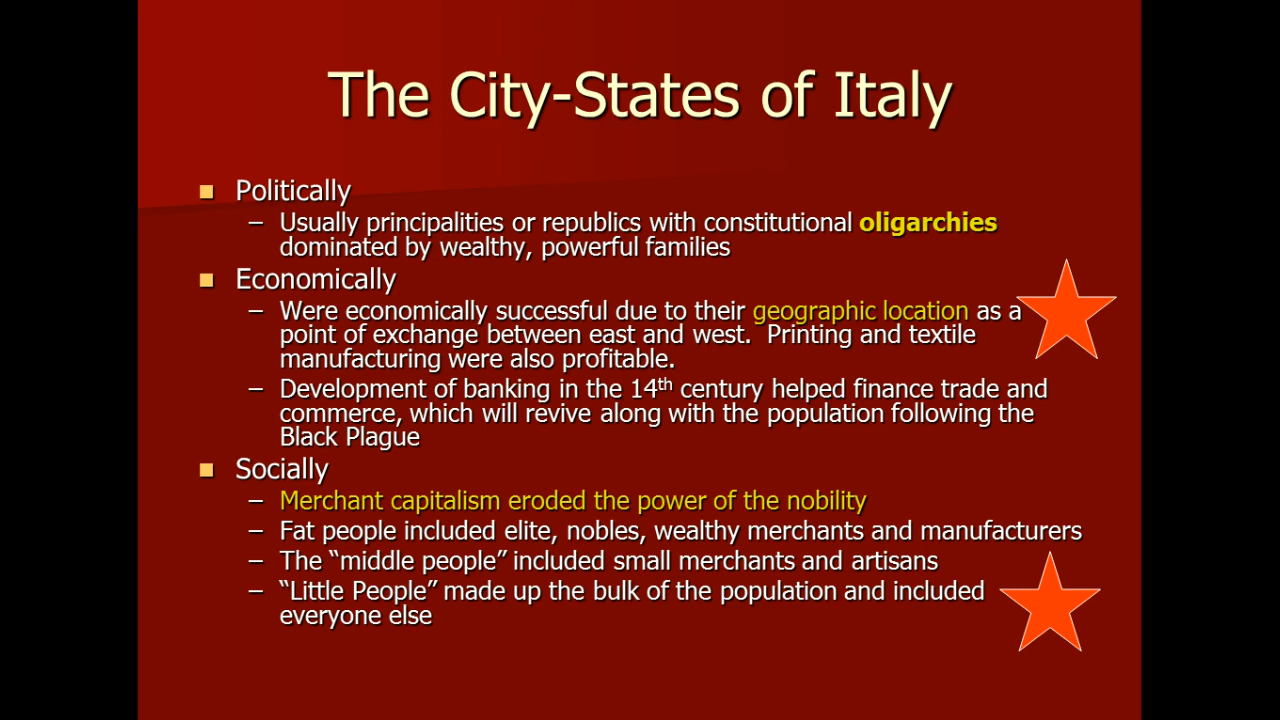 The City-States of Italy
Politically
– Usually principalities or republics with constitutional oligarchies
dominated by wealthy, powerful families
Economically
– Were economically successful due to their geographic location as a
point of exchange between east and west.  Printing and textile
manufacturing were also profitable.
– Development of banking in the 14th century helped finance trade and
commerce, which will revive along with the population following the
Black Plague
Socially
– Merchant capitalism eroded the power of the nobility
– Fat people included elite, nobles, wealthy merchants and manufacturers
– The “middle people” included small merchants and artisans
– “Little People” made up the bulk of the population and included
everyone else